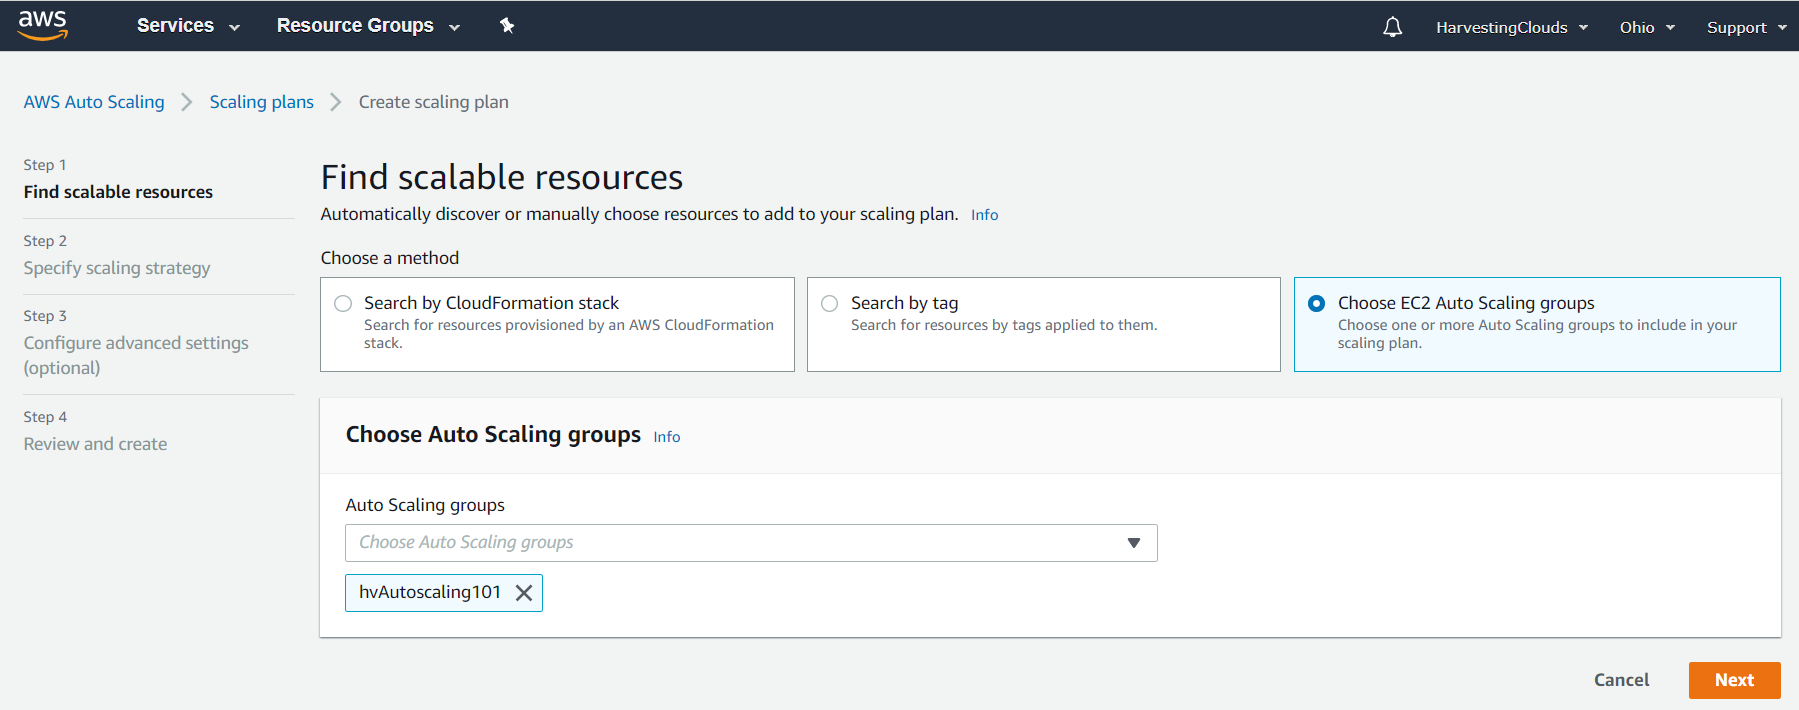 aws Services Resource Groups HarvestingClouds Ohio Support
AWS Auto Scaling Scaling plans Create scaling plan
Step 1
Find scalable resources
Step 2
Specify scaling strategy
Step 3
Configure advanced settings
(optional)
Step 4
Review and create
Find scalable resources
Automatically discover or manually choose resources to add to your scaling plan. Info
Choose a method
Search by CloudFormation stack
Search for resources provisioned by an AWS CloudFormation
stack.
Search by tag
Search for resources by tags applied to them.
Choose EC2 Auto Scaling groups
Choose one or more Auto Scaling groups to include in your
scaling plan.
Choose Auto Scaling groups Info
Auto Scaling groups
Choose Auto Scaling groups
hvAutoscaling101
Cancel Next